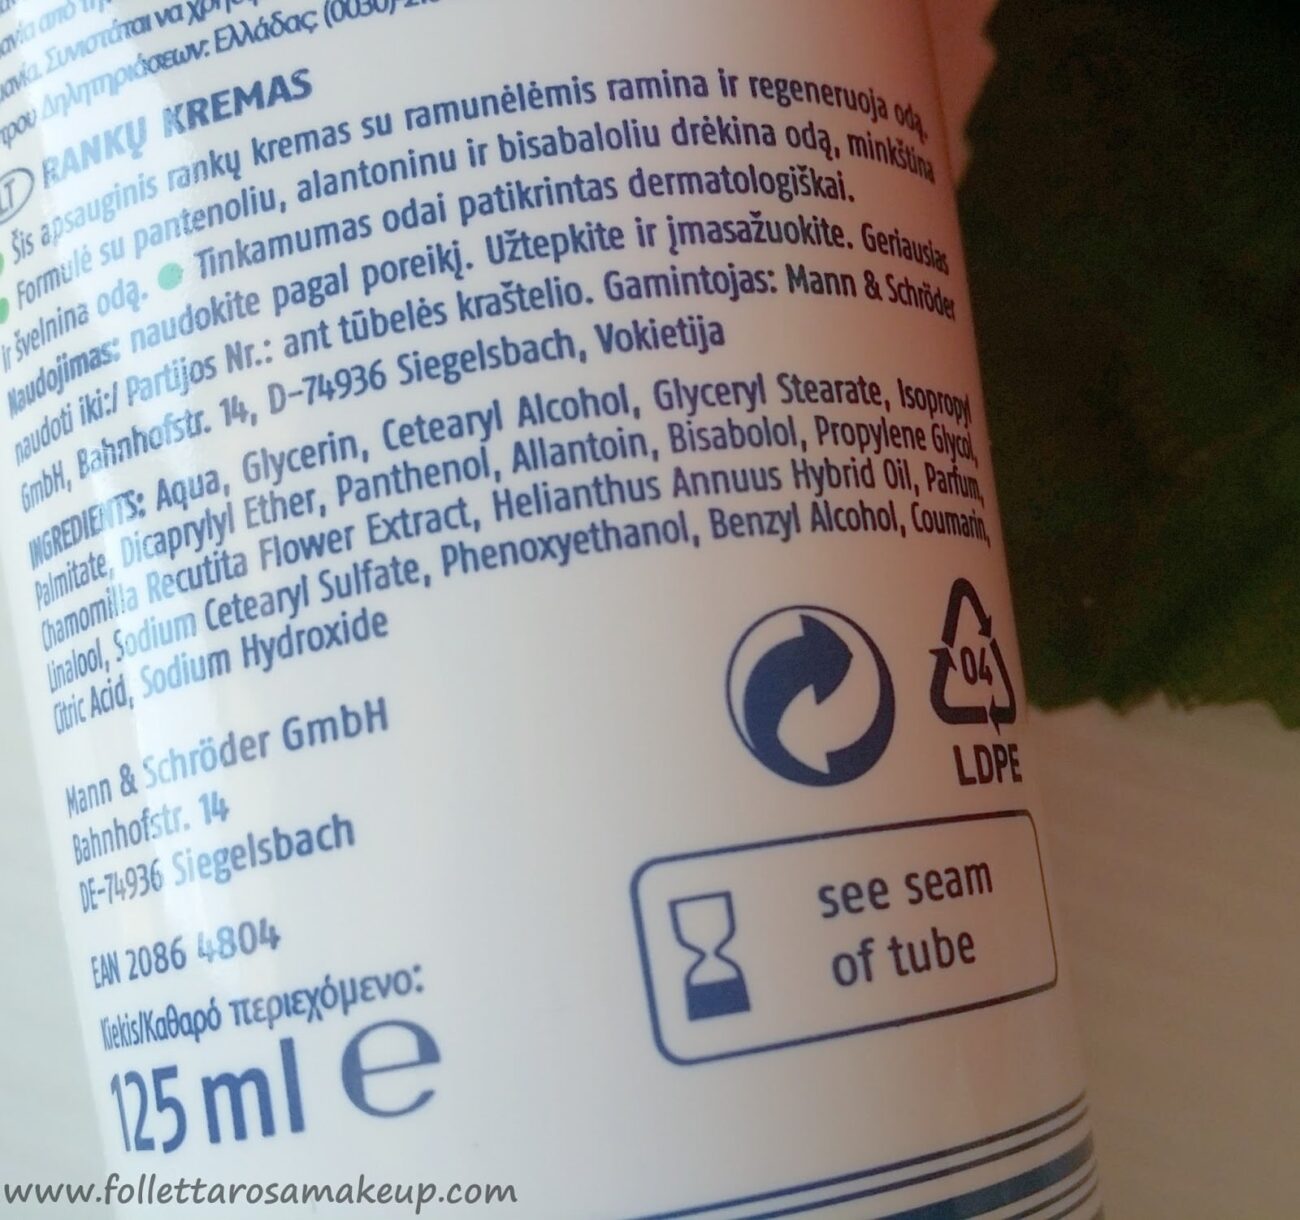 Συνιστάται να
Δηλητηριάσεων: Ελλάδας (0030)
LT RANKŲ KREMAS
Šis apsauginis rankų kremas su ramunėlėmis ramina ir regeneruoja odą.
Formulė su pantenoliu, alantoninu ir bisabaloliu drėkina odą, minkština
ir švelnina odą. Tinkamumas odai patikrintas dermatologiškai.
Naudojimas: naudokite pagal poreikį. Užtepkite ir įmasažuokite. Geriausias
naudoti iki:/ Partijos Nr.: ant tūbelės kraštelio. Gamintojas: Mann & Schröder
GmbH, Bahnhofstr. 14, D-74936 Siegelsbach, Vokietija
INGREDIENTS: Aqua, Glycerin, Cetearyl Alcohol, Glyceryl Stearate, Isopropyl
Palmitate, Dicaprylyl Ether, Panthenol, Allantoin, Bisabolol, Propylene Glycol,
Chamomilla Recutita Flower Extract, Helianthus Annuus Hybrid Oil, Parfum,
Linalool, Sodium Cetearyl Sulfate, Phenoxyethanol, Benzyl Alcohol, Coumarin,
Citric Acid, Sodium Hydroxide
04
LDPE
Mann & Schröder GmbH
Bahnhofstr. 14
DE-74936 Siegelsbach
see seam
of tube
EAN 2086 4804
Kiekis/Καθαρό περιεχόμενο:
125 ml e
www.follettarosamakeup.com